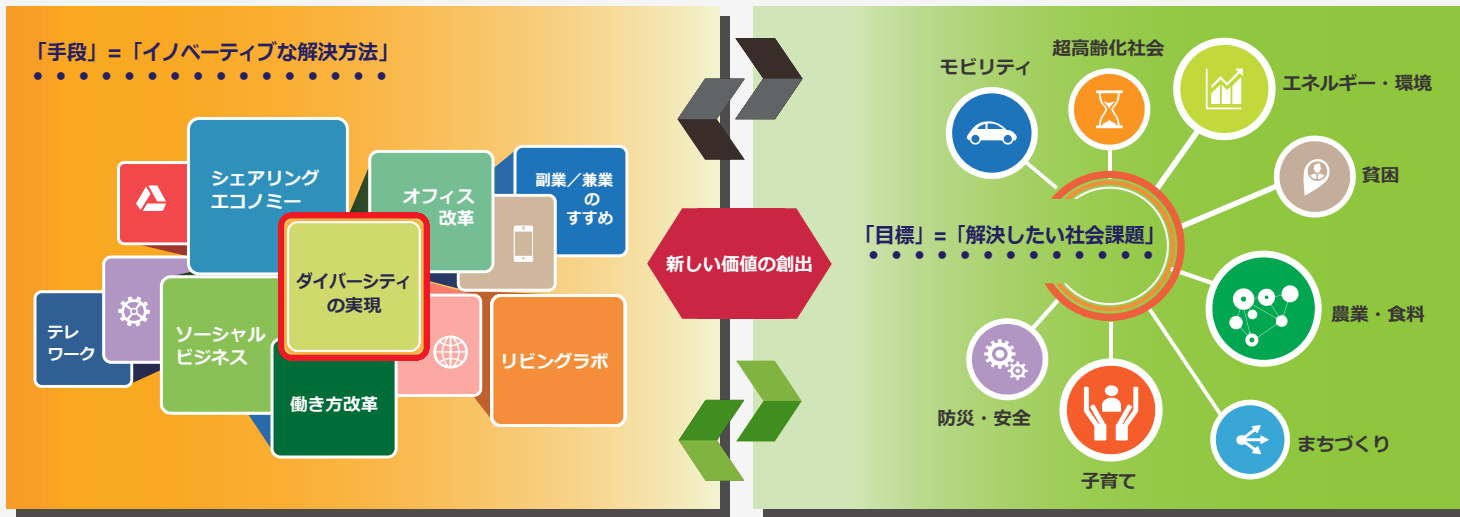 「手段」=「イノベーティブな解決方法」
シェアリング
エコノミー
オフィス
改革
副業／兼業
の
すすめ
ダイバーシティ
の実現
テレ
ワーク
ソーシャル
ビジネス
働き方改革
リビングラボ
新しい価値の創出
「目標」=「解決したい社会課題」
モビリティ
超高齢化社会
エネルギー・環境
貧困
農業・食料
まちづくり
子育て
防災・安全